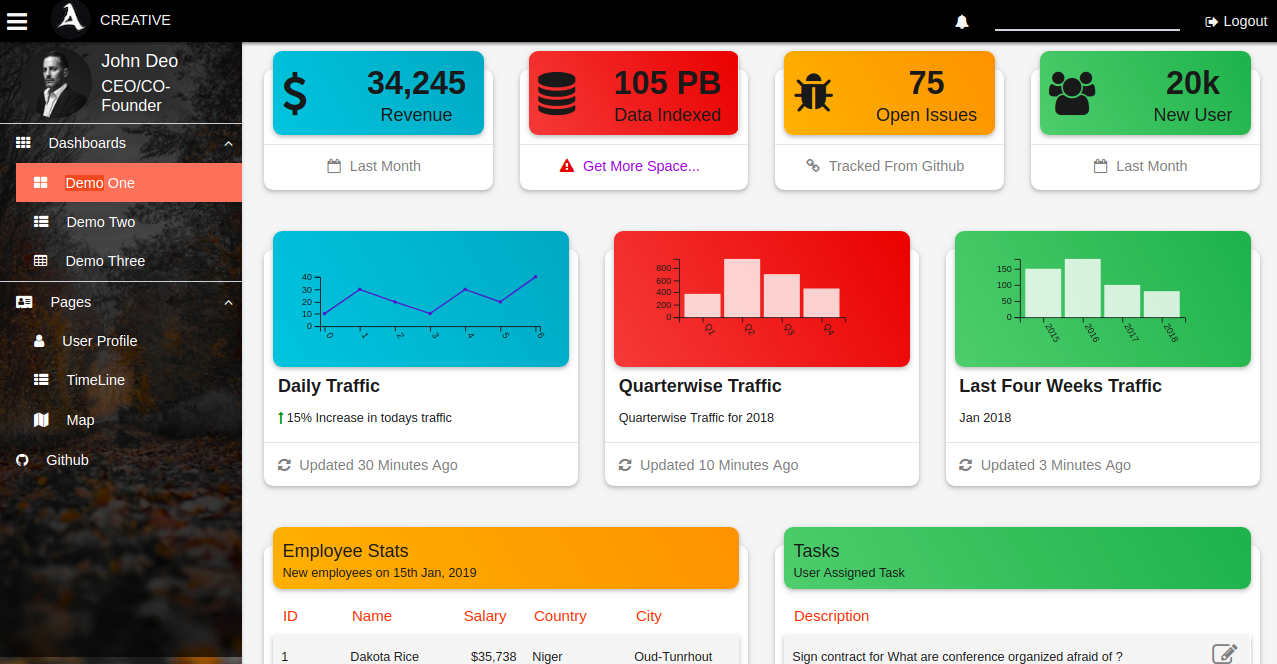 CREATIVE
Logout
John Deo
CEO/CO-
Founder
Dashboards
Demo One
Demo Two
Demo Three
Pages
User Profile
TimeLine
Map
Github
34,245
Revenue
Last Month
105 PB
Data Indexed
Get More Space...
75
Open Issues
Tracked From Github
20k
New User
Last Month
40
30
20
10
0
0 1 2 3 4 5 6
Daily Traffic
15% Increase in todays traffic
Updated 30 Minutes Ago
800
600
400
200
0
Q1 Q2 Q3 Q4
Quarterwise Traffic
Quarterwise Traffic for 2018
Updated 10 Minutes Ago
150
100
50
0
2015 2016 2017 2018
Last Four Weeks Traffic
Jan 2018
Updated 3 Minutes Ago
Employee Stats
New employees on 15th Jan, 2019
ID Name Salary Country City
1 Dakota Rice $35,738 Niger Oud-Tunrhout
Tasks
User Assigned Task
Description
Sign contract for What are conference organized afraid of ?